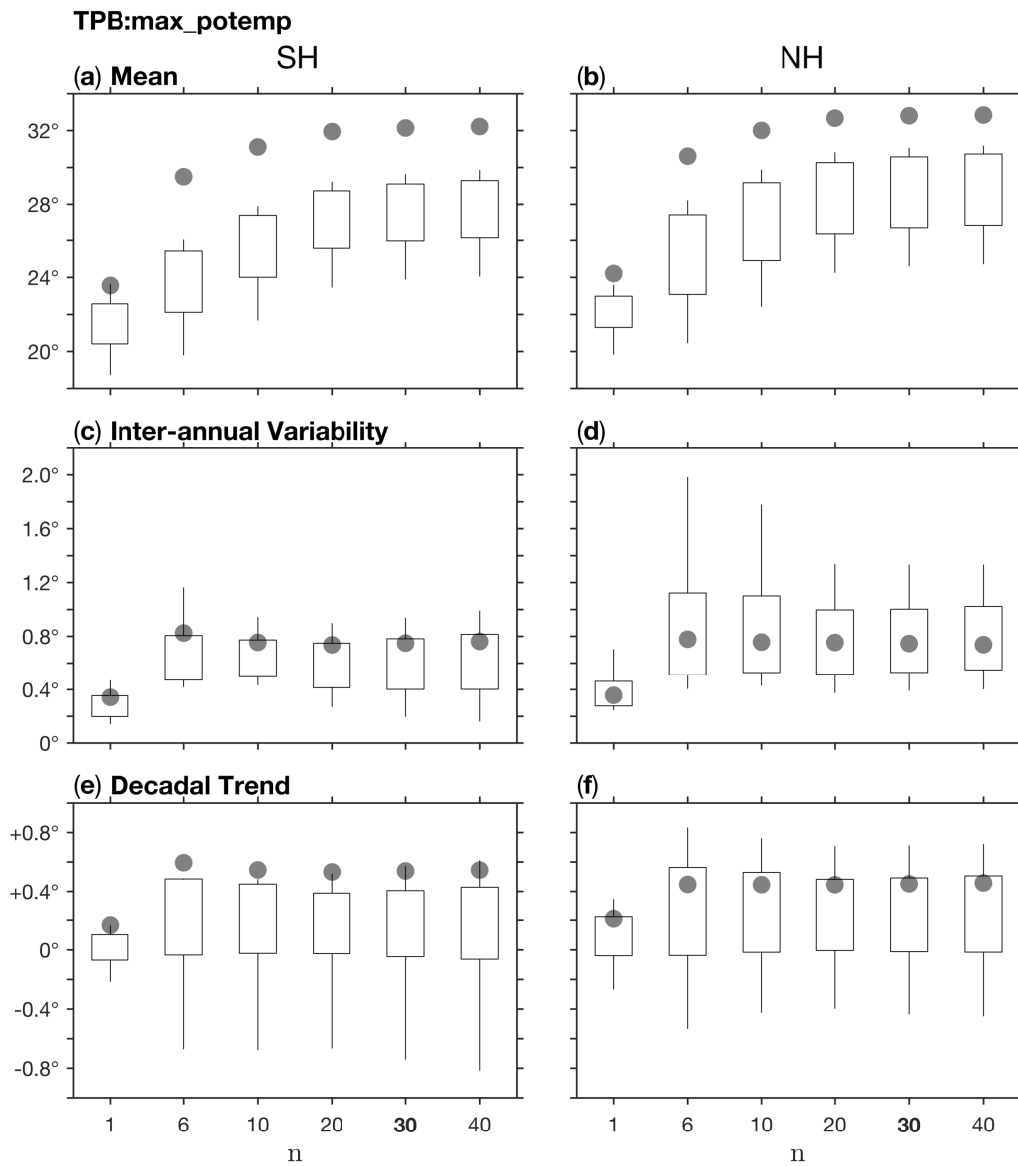 TPB:max_potemp
SH NH
(a) Mean (b)
32°
28°
24°
20°
(c) Inter-annual Variability (d)
2.0°
1.6°
1.2°
0.8°
0.4°
0°
(e) Decadal Trend (f)
+0.8°
+0.4°
0°
-0.4°
-0.8°
1 6 10 20 30 40 1 6 10 20 30 40
n n